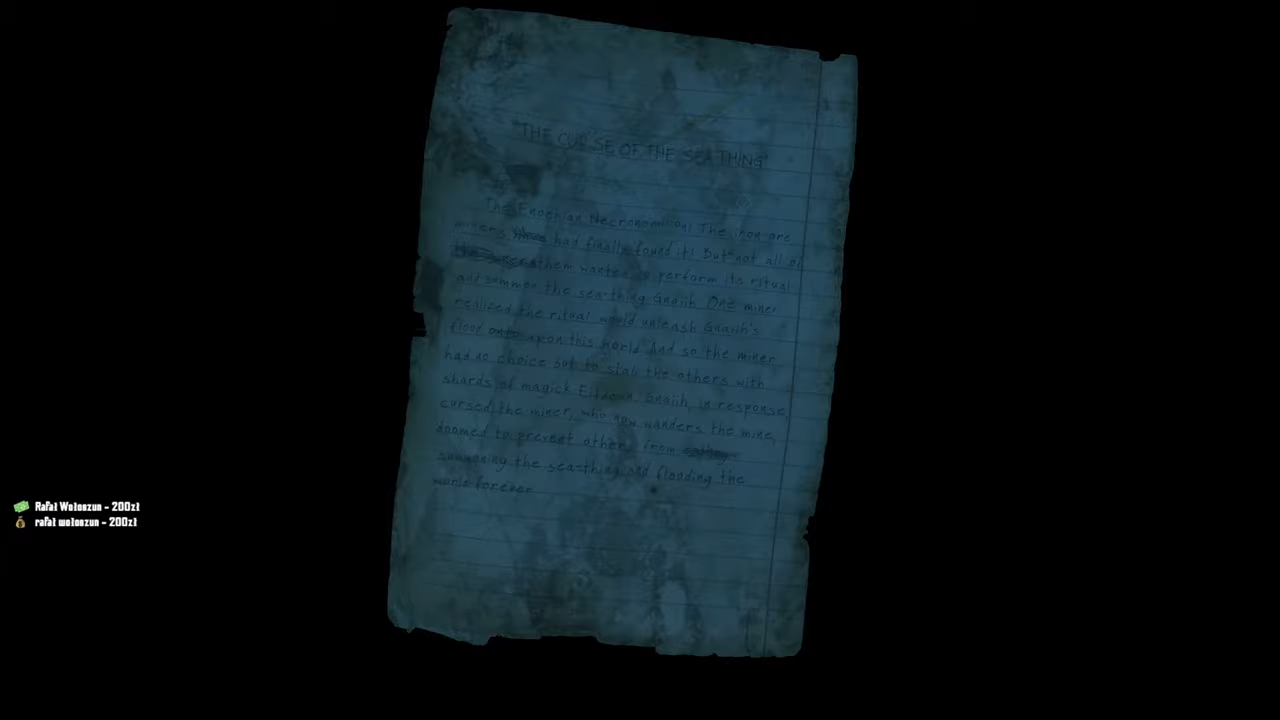 "THE CURSE OF THE SEA-THING"
The Enochian Necronomicon! The iron-ore
miners had finally found it! But not all of
them wanted to perform its ritual
and summon the sea-thing Gnaiih. One miner
realized the ritual would unleash Gnaiih's
flood onto upon this world. And so the miner
had no choice but to stab the others with
shards of magick Eitdown. Gnaiih, in response,
cursed the miner, who now wanders the mine,
doomed to prevent others from
summoning the sea-thing and flooding the
world forever.
Rafał Wołoszun - 200zł
rafał wołoszun - 200zł